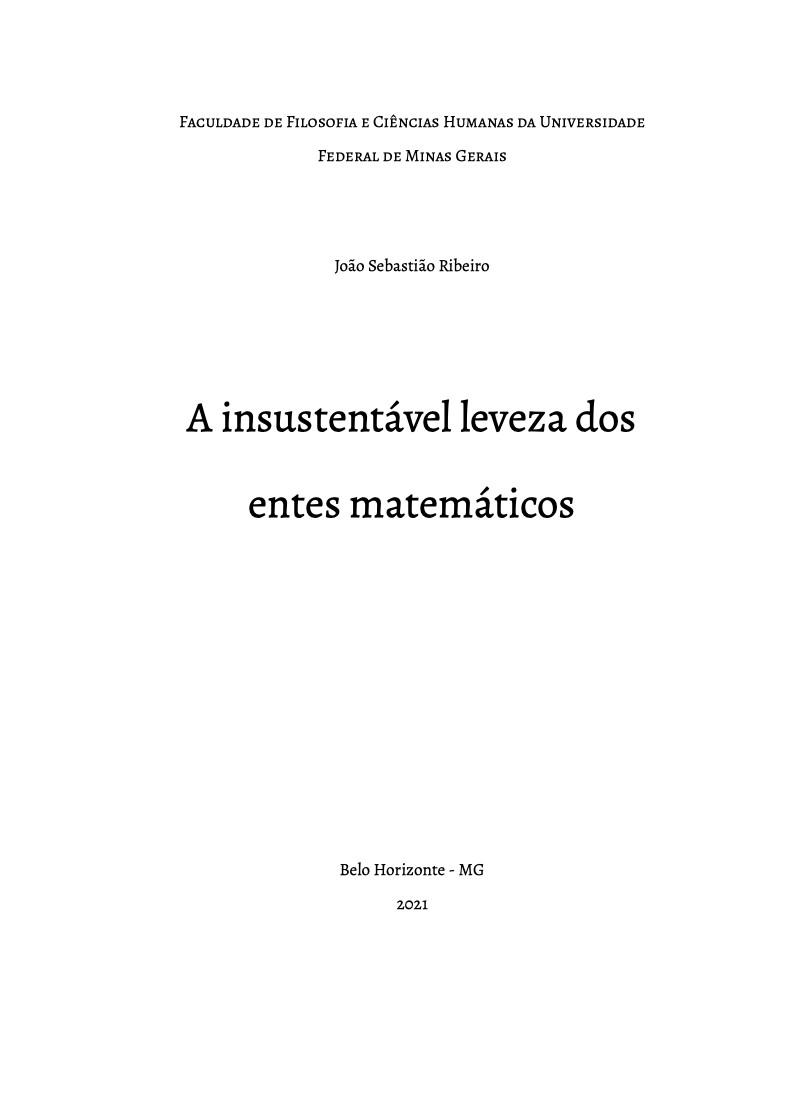 Faculdade de Filosofia e Ciências Humanas da Universidade
Federal de Minas Gerais
João Sebastião Ribeiro
A insustentável leveza dos
entes matemáticos
Belo Horizonte - MG
2021